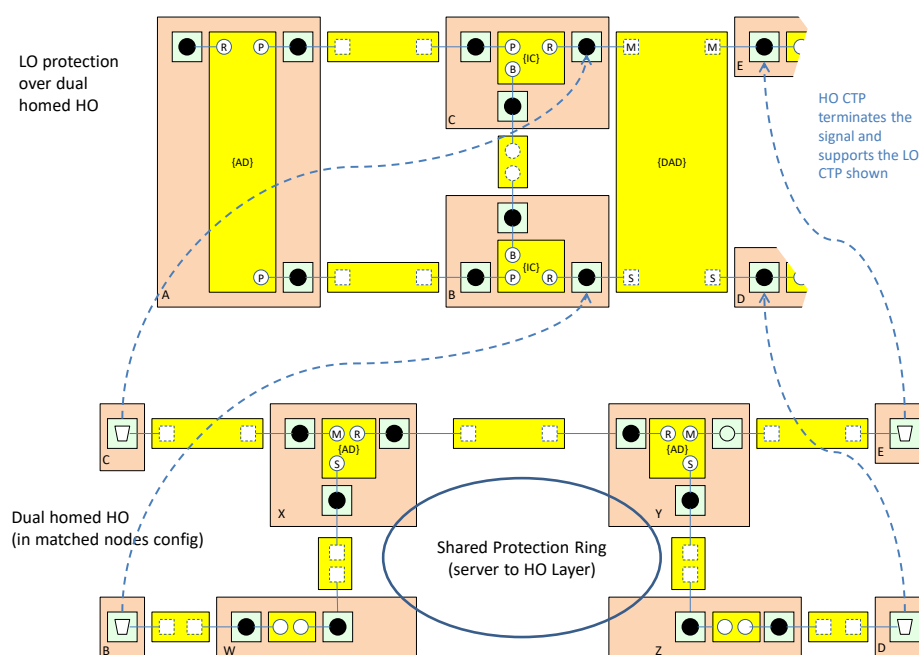 R P P {IC} R M M E
LO protection
over dual
homed HO
B
C
HO CTP
terminates the
signal and
supports the LO
CTP shown
{AD}
{DAD}
B
{IC}
P P R S S
A B D
M R R M
C {AD} {AD} E
S S
X Y
Dual homed HO
(in matched nodes config)
Shared Protection Ring
(server to HO Layer)
B W Z D